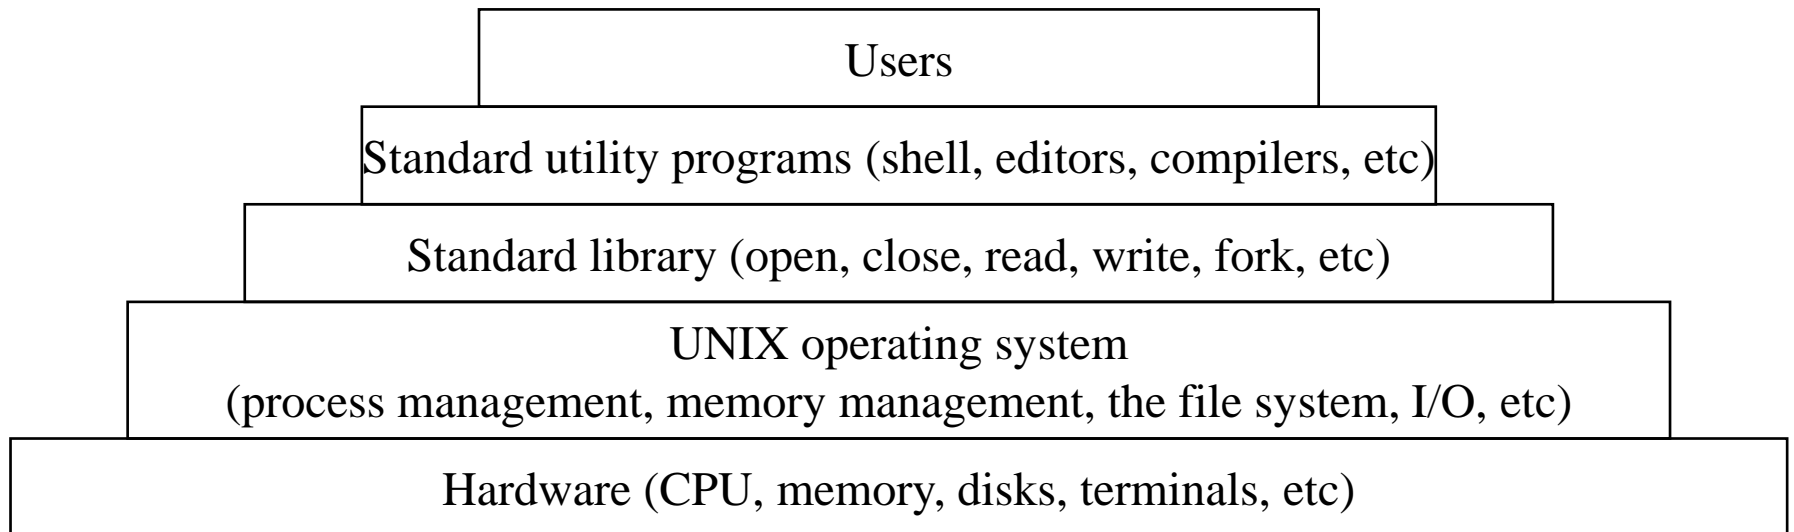 Users
Standard utility programs (shell, editors, compilers, etc)
Standard library (open, close, read, write, fork, etc)
UNIX operating system
(process management, memory management, the file system, I/O, etc)
Hardware (CPU, memory, disks, terminals, etc)